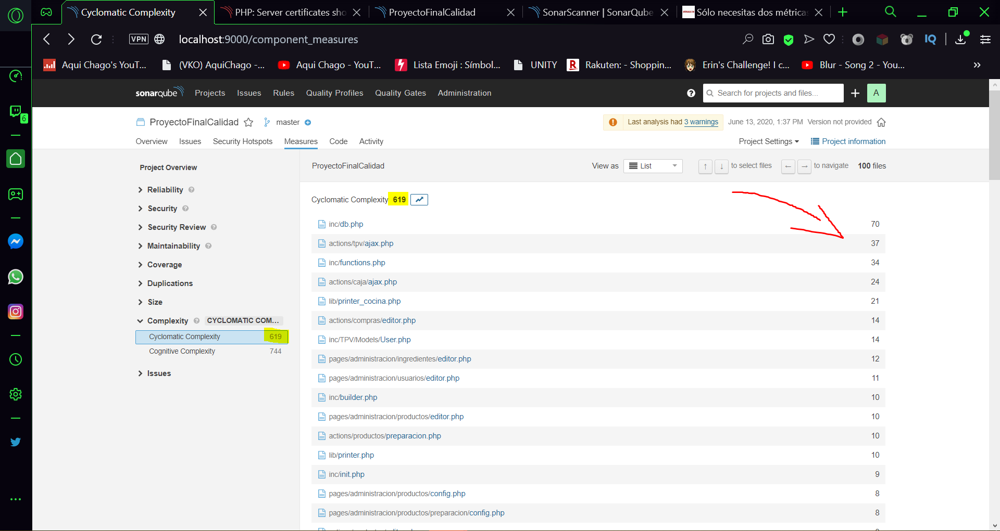 Cyclomatic Complexity
PHP: Server certificates sho
ProyectoFinalCalidad
SonarScanner | SonarQube
Sólo necesitas dos métricas
VPN
localhost:9000/component_measures
IQ
Aqui Chago's YouT...
(VKO) AquiChago -...
Aqui Chago - YouT...
Lista Emoji : Símbol...
UNITY
R
Rakuten: - Shoppin...
Erin's Challenge! I c...
Blur - Song 2 - You...
»
6
sonarqube
Projects
Issues
Rules
Quality Profiles
Quality Gates
Administration
?
Search for projects and files...
+
A
ProyectoFinalCalidad
master
Last analysis had 3 warnings
June 13, 2020, 1:37 PM
Version not provided
Overview
Issues
Security Hotspots
Measures
Code
Activity
Project Settings
Project information
Project Overview
Reliability ?
Security ?
Security Review ?
Maintainability ?
Coverage
Duplications
Size
Complexity ? CYCLOMATIC COM...
Cyclomatic Complexity 619
Cognitive Complexity 744
Issues
ProyectoFinalCalidad
View as
List
↑ ↓ to select files
← → to navigate
100 files
Cyclomatic Complexity 619
inc/db.php 70
actions/tpv/ajax.php 37
inc/functions.php 34
actions/caja/ajax.php 24
lib/printer_cocina.php 21
actions/compras/editor.php 14
inc/TPV/Models/User.php 14
pages/administracion/ingredientes/editor.php 12
pages/administracion/usuarios/editor.php 11
inc/builder.php 10
pages/administracion/productos/editor.php 10
actions/productos/preparacion.php 10
lib/printer.php 10
inc/init.php 9
pages/administracion/productos/config.php 8
pages/administracion/productos/preparacion/config.php 8